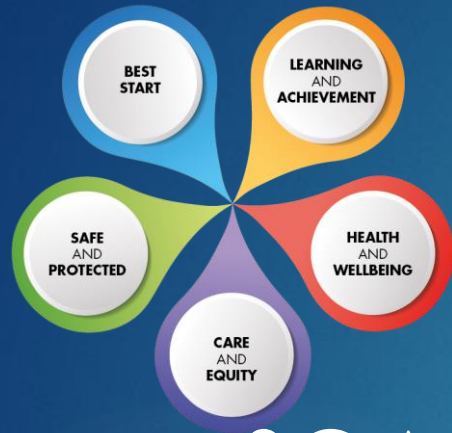 BEST
START
LEARNING
AND
ACHIEVEMENT
SAFE
AND
PROTECTED
HEALTH
AND
WELLBEING
CARE
AND
EQUITY